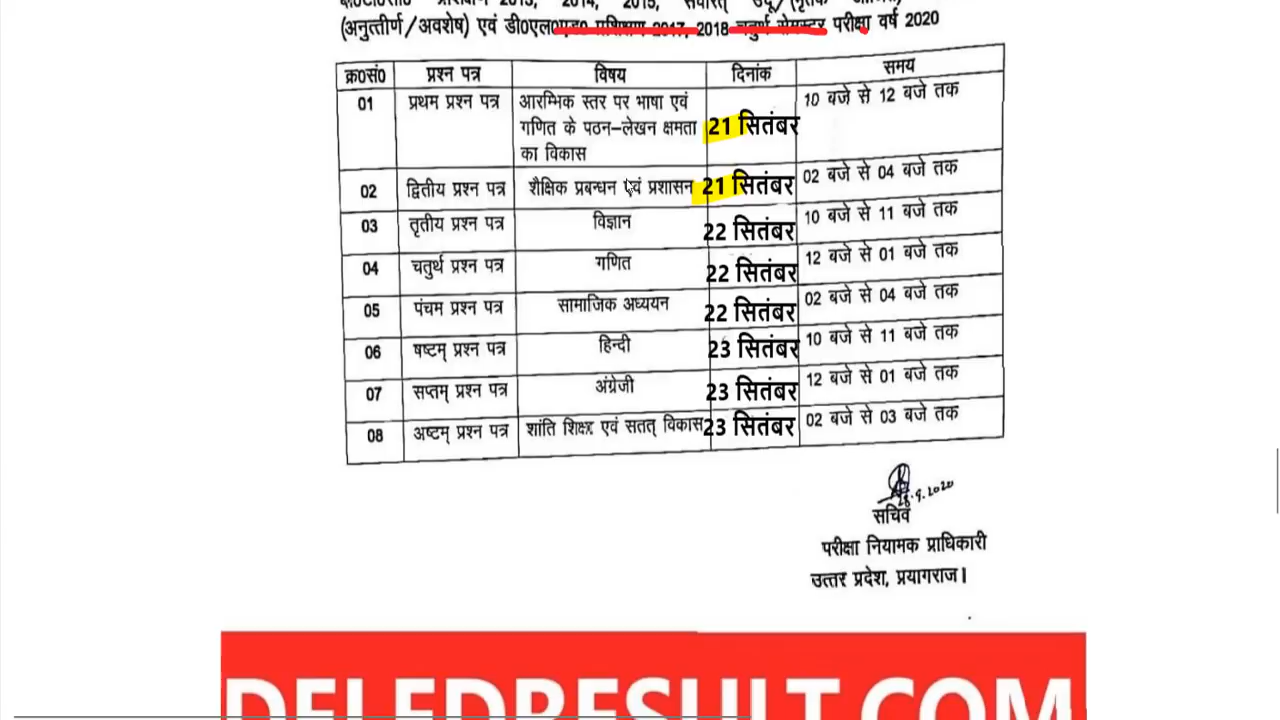 प्रशिक्षण 2013, 2014, 2015,
(अनुत्तीर्ण/अवशेष) एवं डी0एल0एड0 प्रशिक्षण 2017, 2018 चतुर्थ सेमेस्टर परीक्षा वर्ष 2020
क्र0सं0 प्रश्न पत्र विषय दिनांक समय
01 प्रथम प्रश्न पत्र आरम्भिक स्तर पर भाषा एवं गणित के पठन–लेखन क्षमता का विकास 21 सितंबर 10 बजे से 12 बजे तक
02 द्वितीय प्रश्न पत्र शैक्षिक प्रबन्धन एवं प्रशासन 21 सितंबर 02 बजे से 04 बजे तक
03 तृतीय प्रश्न पत्र विज्ञान 22 सितंबर 10 बजे से 11 बजे तक
04 चतुर्थ प्रश्न पत्र गणित 22 सितंबर 12 बजे से 01 बजे तक
05 पंचम प्रश्न पत्र सामाजिक अध्ययन 22 सितंबर 02 बजे से 04 बजे तक
06 षष्टम् प्रश्न पत्र हिन्दी 23 सितंबर 10 बजे से 11 बजे तक
07 सप्तम् प्रश्न पत्र अंग्रेजी 23 सितंबर 12 बजे से 01 बजे तक
08 अष्टम् प्रश्न पत्र शांति शिक्षा एवं सतत् विकास 23 सितंबर 02 बजे से 03 बजे तक
सचिव
परीक्षा नियामक प्राधिकारी
उत्तर प्रदेश, प्रयागराज।
DELEDRESULT.COM